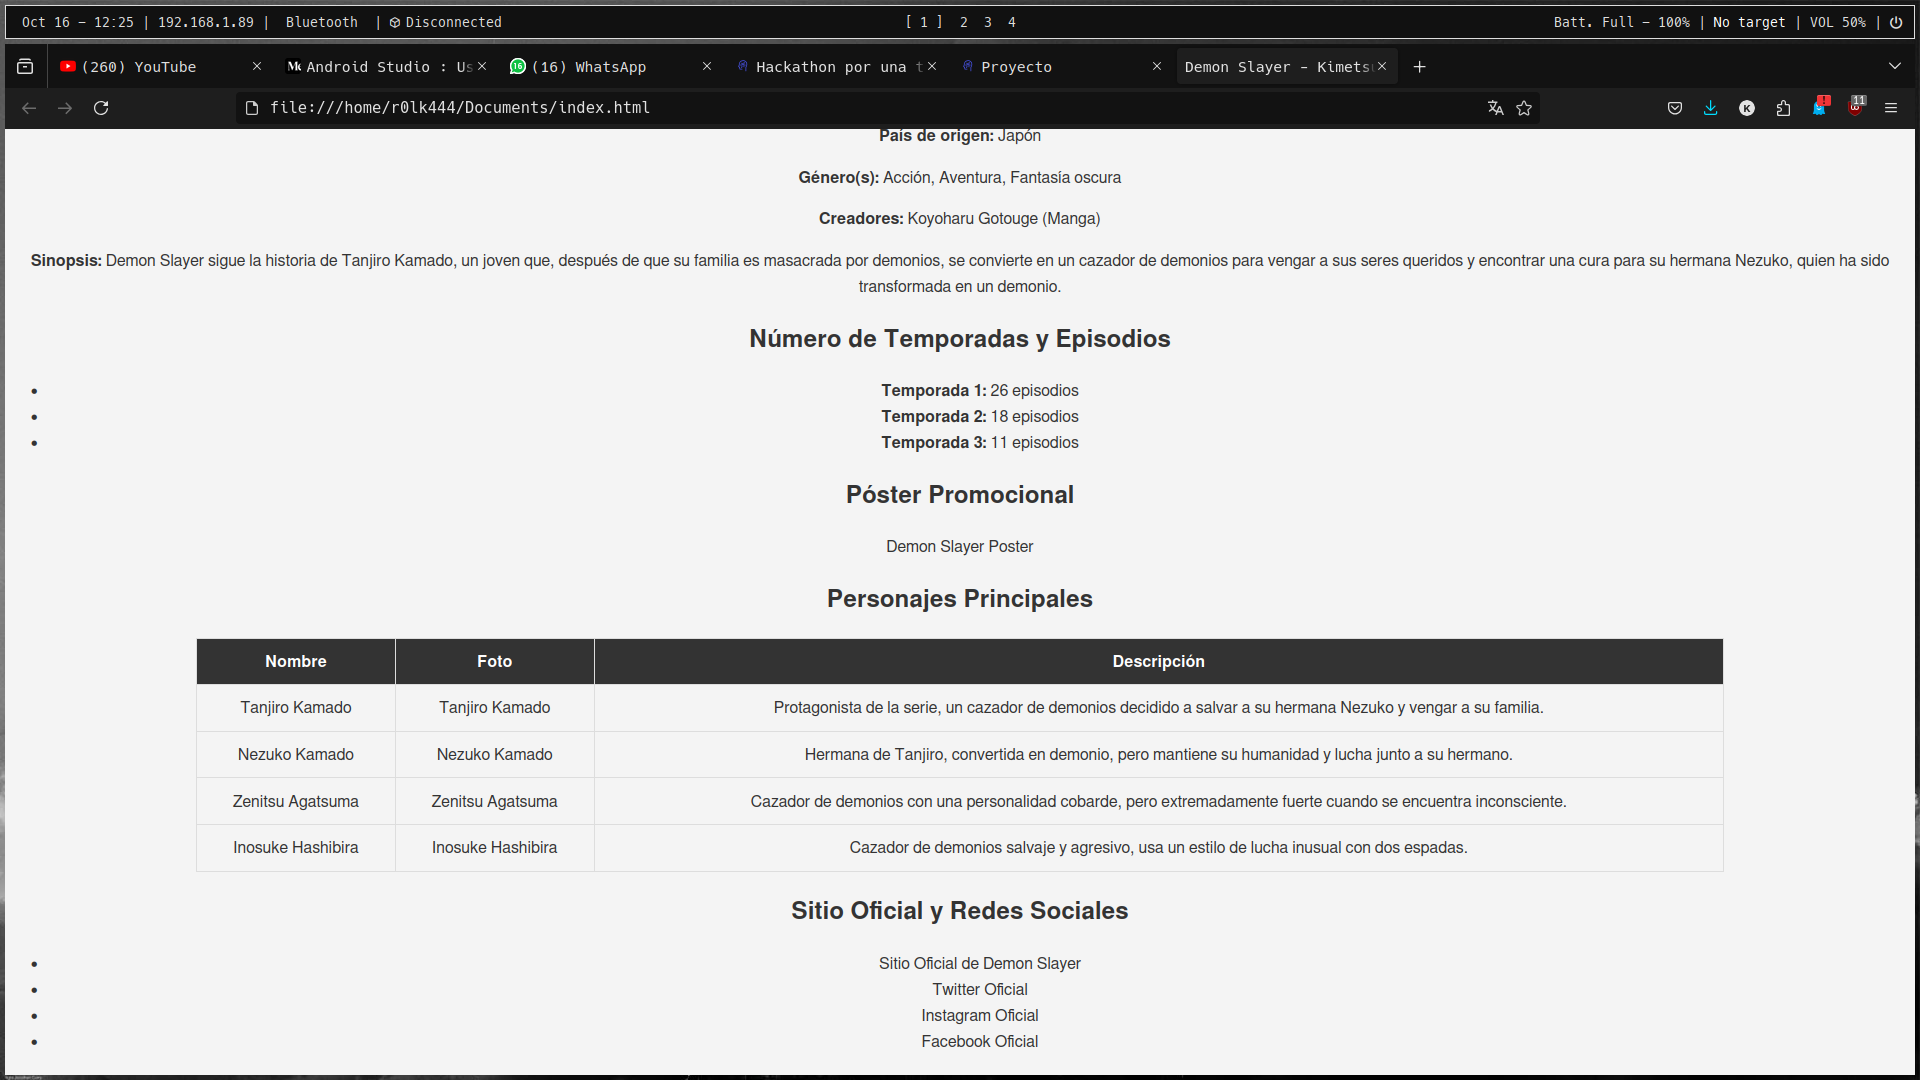 Oct 16 - 12:25 | 192.168.1.89 | Bluetooth | Disconnected [ 1 ] 2 3 4 Batt. Full - 100% | No target | VOL 50% |
(260) YouTube Android Studio : Us (16) WhatsApp Hackathon por una t Proyecto Demon Slayer - Kimets
file:///home/r0lk444/Documents/index.html K 11
País de origen: Japón
Género(s): Acción, Aventura, Fantasía oscura
Creadores: Koyoharu Gotouge (Manga)
Sinopsis: Demon Slayer sigue la historia de Tanjiro Kamado, un joven que, después de que su familia es masacrada por demonios, se convierte en un cazador de demonios para vengar a sus seres queridos y encontrar una cura para su hermana Nezuko, quien ha sido
transformada en un demonio.
Número de Temporadas y Episodios
• Temporada 1: 26 episodios
• Temporada 2: 18 episodios
• Temporada 3: 11 episodios
Póster Promocional
Demon Slayer Poster
Personajes Principales
Nombre Foto Descripción
Tanjiro Kamado Tanjiro Kamado Protagonista de la serie, un cazador de demonios decidido a salvar a su hermana Nezuko y vengar a su familia.
Nezuko Kamado Nezuko Kamado Hermana de Tanjiro, convertida en demonio, pero mantiene su humanidad y lucha junto a su hermano.
Zenitsu Agatsuma Zenitsu Agatsuma Cazador de demonios con una personalidad cobarde, pero extremadamente fuerte cuando se encuentra inconsciente.
Inosuke Hashibira Inosuke Hashibira Cazador de demonios salvaje y agresivo, usa un estilo de lucha inusual con dos espadas.
Sitio Oficial y Redes Sociales
• Sitio Oficial de Demon Slayer
• Twitter Oficial
• Instagram Oficial
• Facebook Oficial